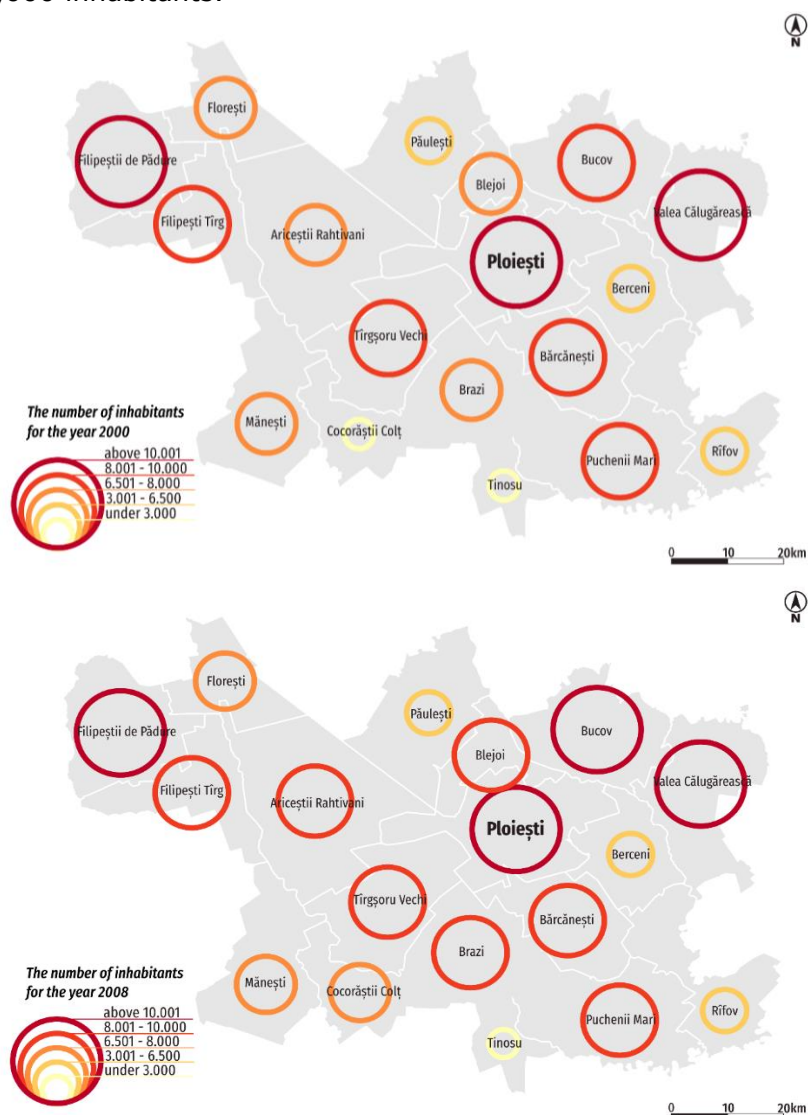 inhabitants.
N
Florești
Păulești
Filipeștii de Pădure
Bucov
Blejoi
Valea Călugărească
Filipești Tîrg
Ariceștii Rahtivani
Ploiești
Berceni
Tîrgșoru Vechi
Bărcănești
Brazi
The number of inhabitants
for the year 2000
Mănești
Cocorăștii Colț
above 10.001
8.001 - 10.000
6.501 - 8.000
3.001 - 6.500
under 3.000
Puchenii Mari
Rîfov
Tinosu
0 10 20km
N
Florești
Păulești
Filipeștii de Pădure
Bucov
Blejoi
Valea Călugărească
Filipești Tîrg
Ariceștii Rahtivani
Ploiești
Berceni
Tîrgșoru Vechi
Bărcănești
Brazi
The number of inhabitants
for the year 2008
Mănești
Cocorăștii Colț
above 10.001
8.001 - 10.000
6.501 - 8.000
3.001 - 6.500
under 3.000
Puchenii Mari
Rîfov
Tinosu
0 10 20km